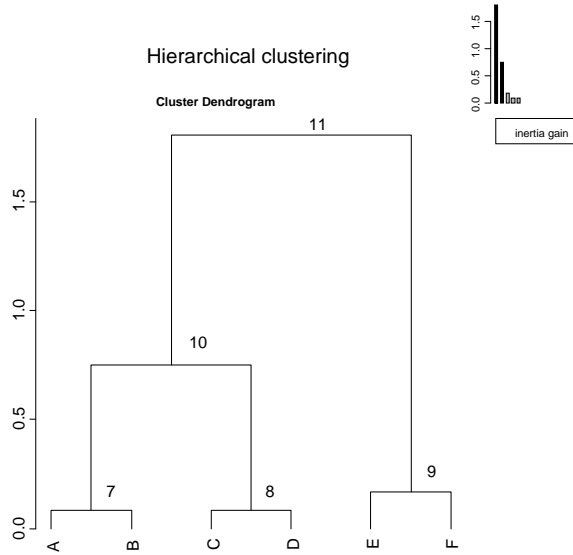 Hierarchical clustering
Cluster Dendrogram
1.5
1.0
0.5
0.0
inertia gain
11
1.5
1.0
0.5
0.0
10
7
8
9
A
B
C
D
E
F